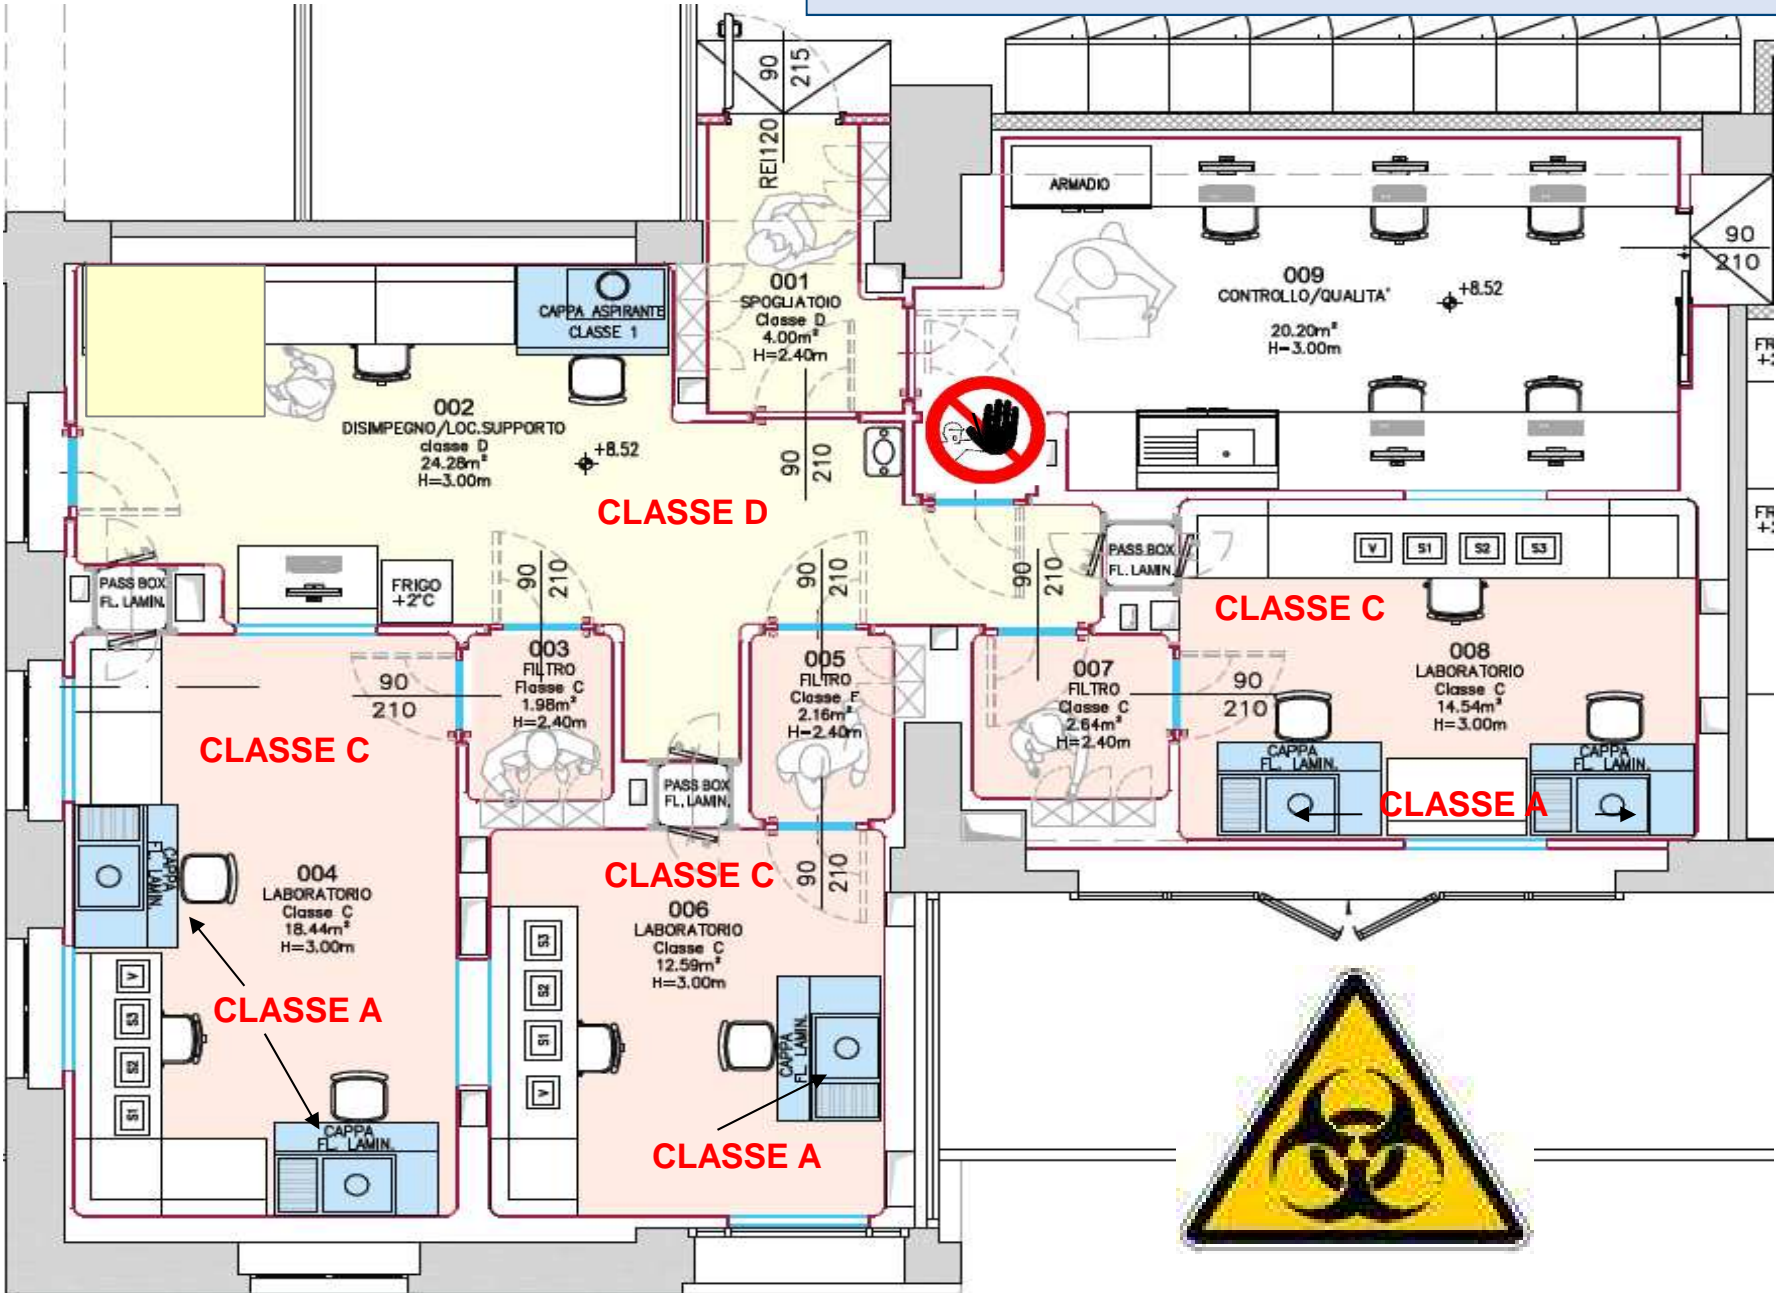 90
215
REI120
ARMADIO
001
SPOGLIATOIO
Classe D
4.00m²
H=2.40m
009
CONTROLLO/QUALITA'
+8.52
20.20m²
H=3.00m
90
210
FR
CAPPA ASPIRANTE
CLASSE 1
002
DISIMPEGNO/LOC.SUPPORTO
classe D
24.28m²
H=3.00m
+8.52
90
210
CLASSE D
FR
V
S1
S2
S3
PASS BOX
FL. LAMIN.
PASS BOX
FL. LAMIN.
FRIGO
+2°C
90
210
90
210
90
210
CLASSE C
003
FILTRO
Flasse C
1.98m²
H=2.40m
005
FILTRO
Classe F
2.16m²
H=2.40m
007
FILTRO
Classe C
2.64m²
H=2.40m
008
LABORATORIO
Classe C
14.54m²
H=3.00m
90
210
90
210
CLASSE C
CAPPA
FL. LAMIN.
CAPPA
FL. LAMIN.
CLASSE A
PASS BOX
FL. LAMIN.
CAPPA
FL. LAMIN.
004
LABORATORIO
Classe C
18.44m²
H=3.00m
CLASSE C
90
210
006
LABORATORIO
Classe C
12.59m²
H=3.00m
V
S3
S2
S1
S3
S2
S1
V
CLASSE A
CAPPA
FL. LAMIN.
CLASSE A
CAPPA
FL. LAMIN.